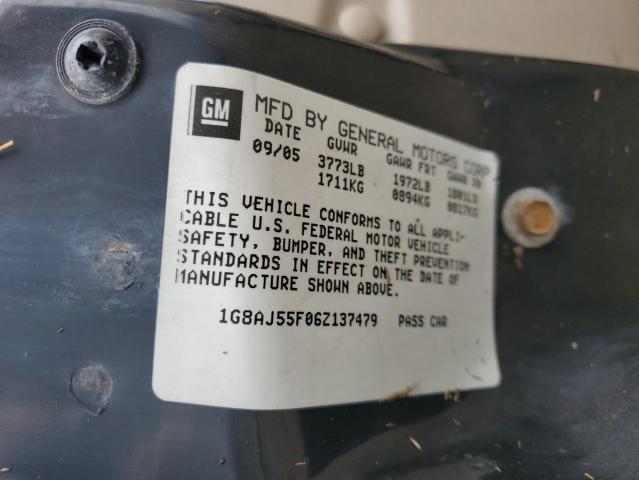 GM MFD BY GENERAL MOTORS CORP
DATE GVWR GAWR FRT GAWR RR
09/05 3773LB 1972LB 1801LB
1711KG 0894KG 0817KG
THIS VEHICLE CONFORMS TO ALL APPLI-
CABLE U.S. FEDERAL MOTOR VEHICLE
SAFETY, BUMPER, AND THEFT PREVENTION
STANDARDS IN EFFECT ON THE DATE OF
MANUFACTURE SHOWN ABOVE.
1G8AJ55F06Z137479 PASS CAR